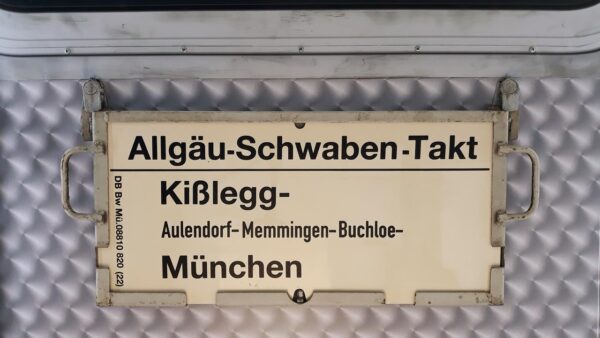 Allgäu-Schwaben-Takt
Kißlegg-
Aulendorf-Memmingen-Buchloe-
München
DB Bw Mü.08810 820 (22)